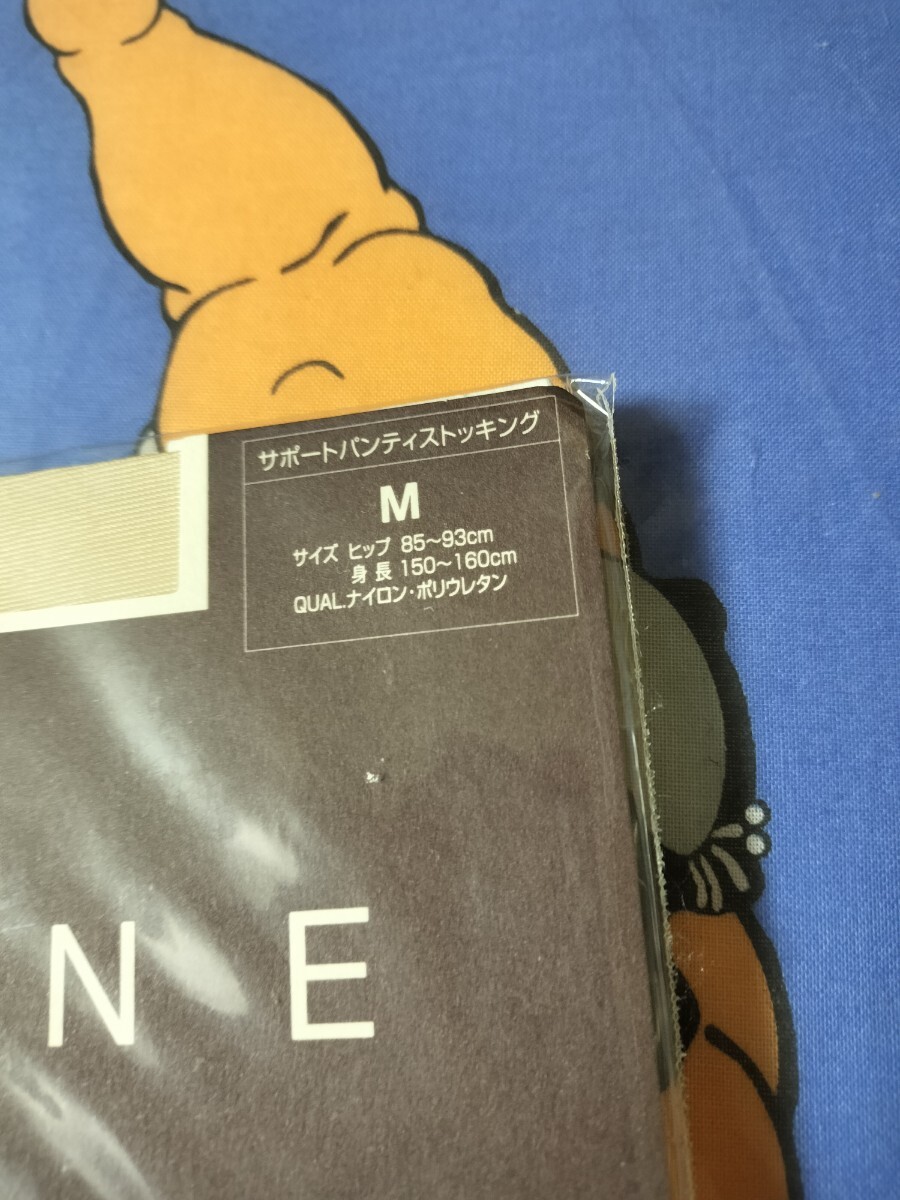 サポートパンティストッキング
M
サイズ ヒップ 85〜93cm
身長 150〜160cm
QUAL.ナイロン・ポリウレタン
NE